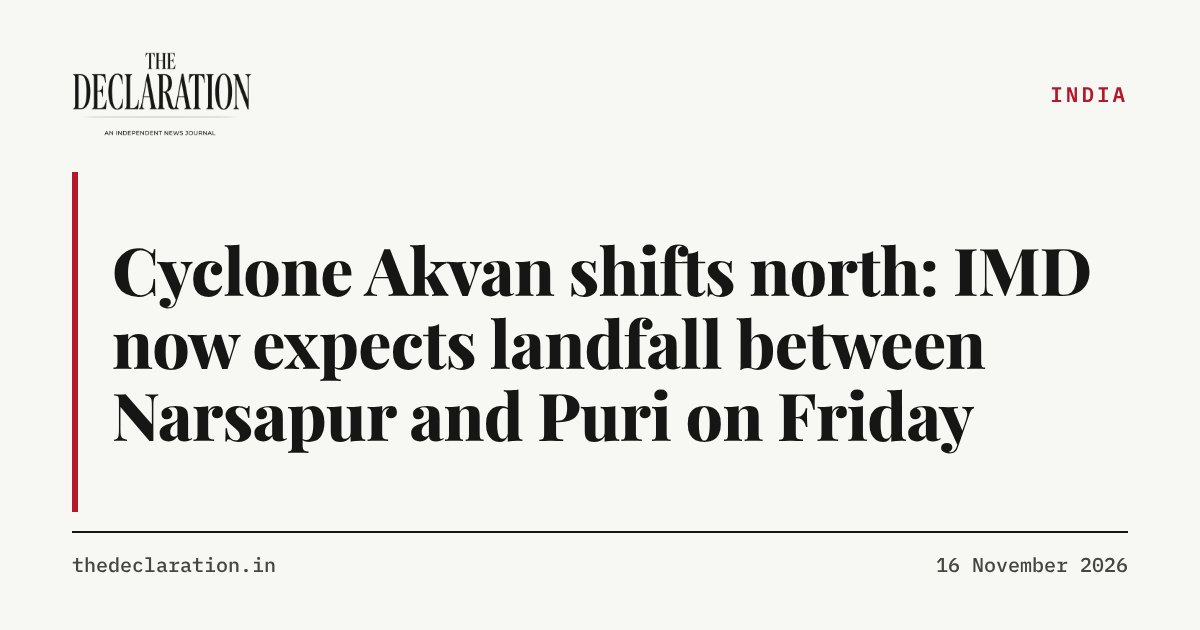 THE
DECLARATION
AN INDEPENDENT NEWS JOURNAL
INDIA
Cyclone Akvan shifts north: IMD
now expects landfall between
Narsapur and Puri on Friday
thedeclaration.in
16 November 2026